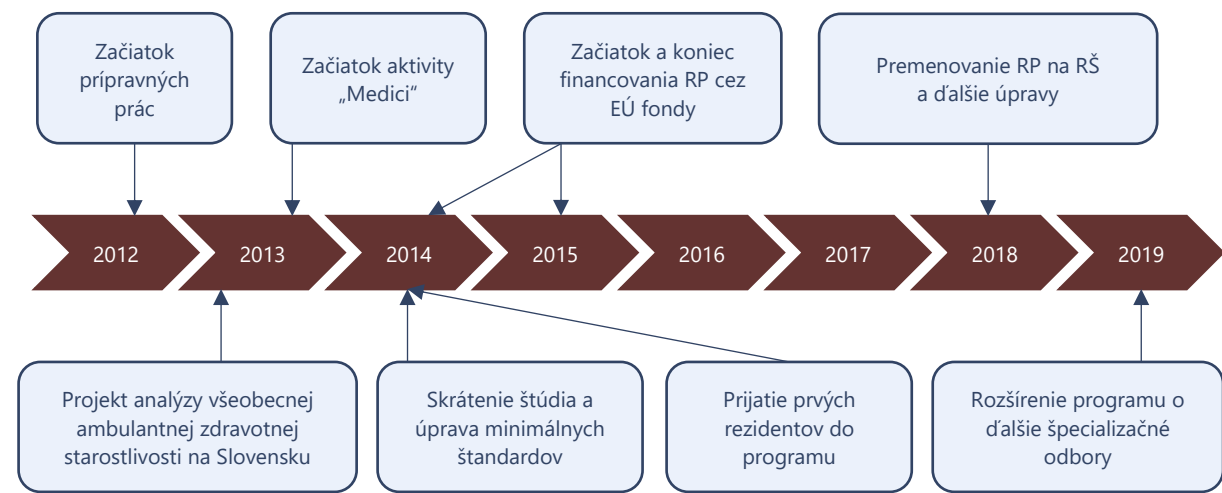 Začiatok
prípravných
prác
Začiatok aktivity
„Medici“
Začiatok a koniec
financovania RP cez
EÚ fondy
Premenovanie RP na RŠ
a ďalšie úpravy
2012
2013
2014
2015
2016
2017
2018
2019
Projekt analýzy všeobecnej
ambulantnej zdravotnej
starostlivosti na Slovensku
Skrátenie štúdia a
úprava minimálnych
štandardov
Prijatie prvých
rezidentov do
programu
Rozšírenie programu o
ďalšie špecializačné
odbory